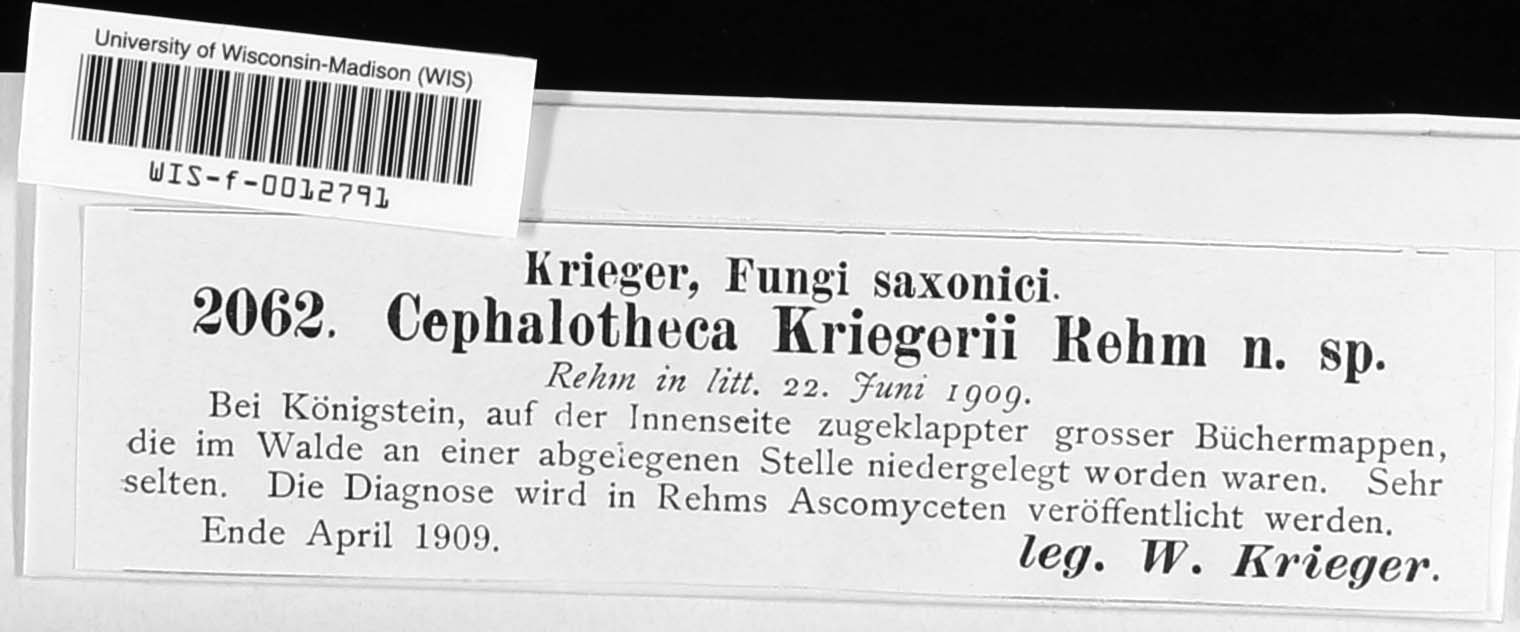 University of Wisconsin-Madison (WIS)
WIS-f-0012791
Krieger, Fungi saxonici.
2062. Cephalotheca Kriegerii Rehm n. sp.
Rehm in litt. 22. Juni 1909.
Bei Königstein, auf der Innenseite zugeklappter grosser Büchermappen,
die im Walde an einer abgelegenen Stelle niedergelegt worden waren. Sehr
selten. Die Diagnose wird in Rehms Ascomyceten veröffentlicht werden.
Ende April 1909.
leg. W. Krieger.